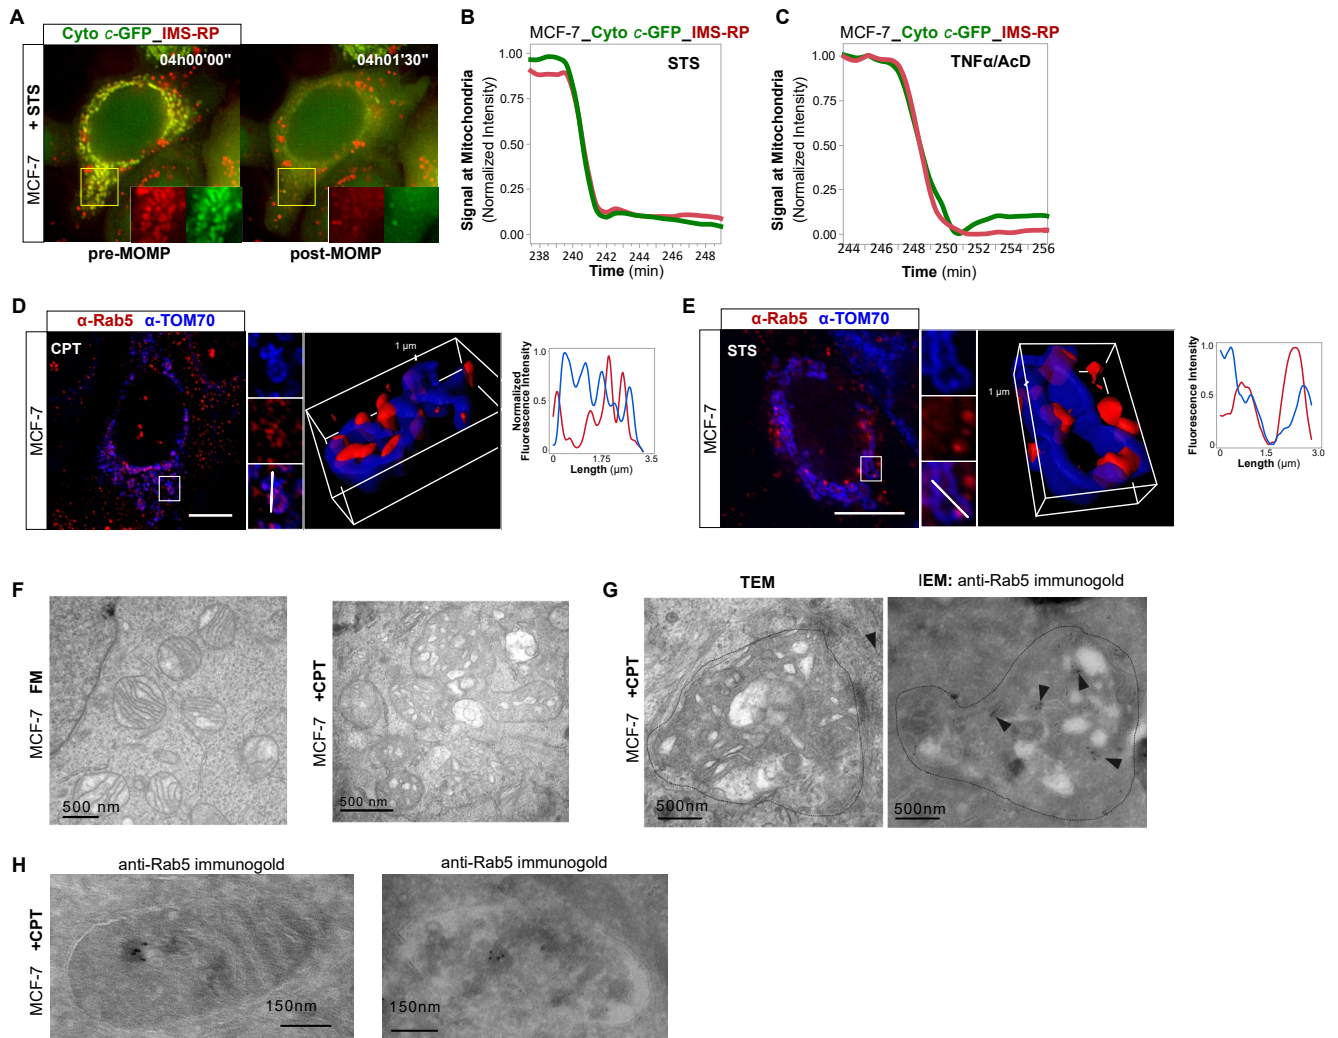 A
Cyto c-GFP_IMS-RP
MCF-7 + STS
04h00'00"
04h01'30"
pre-MOMP
post-MOMP
B
MCF-7_Cyto c-GFP_IMS-RP
STS
Signal at Mitochondria
(Normalized Intensity)
1.00
0.75
0.50
0.25
0.00
238 240 242 244 246 248
Time (min)
C
MCF-7_Cyto c-GFP_IMS-RP
TNFα/AcD
Signal at Mitochondria
(Normalized Intensity)
1.00
0.75
0.50
0.25
0.00
244 246 248 250 252 254 256
Time (min)
D
α-Rab5 α-TOM70
MCF-7
CPT
1 µm
Normalized
Fluorescence Intensity
1.0
0.5
0
0 1.75 3.5
Length (µm)
E
α-Rab5 α-TOM70
MCF-7
STS
1 µm
Fluorescence Intensity
1.0
0.5
0
0 1.5 3.0
Length (µm)
F
MCF-7 FM
500 nm
MCF-7 +CPT
500 nm
G
TEM
IEM: anti-Rab5 immunogold
MCF-7 +CPT
500nm
500nm
H
anti-Rab5 immunogold
anti-Rab5 immunogold
MCF-7 +CPT
150nm
150nm